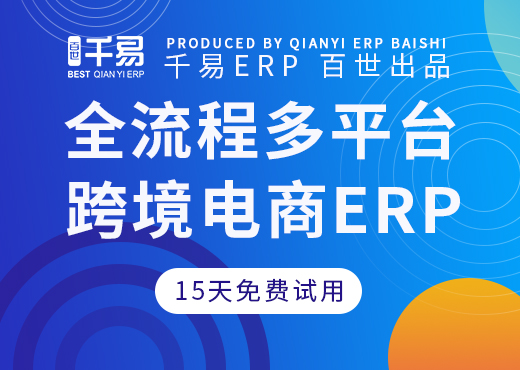 百世 千易
BEST QIANYI ERP
PRODUCED BY QIANYI ERP BAISHI
千易ERP 百世出品
全流程多平台
跨境电商ERP
15天免费试用